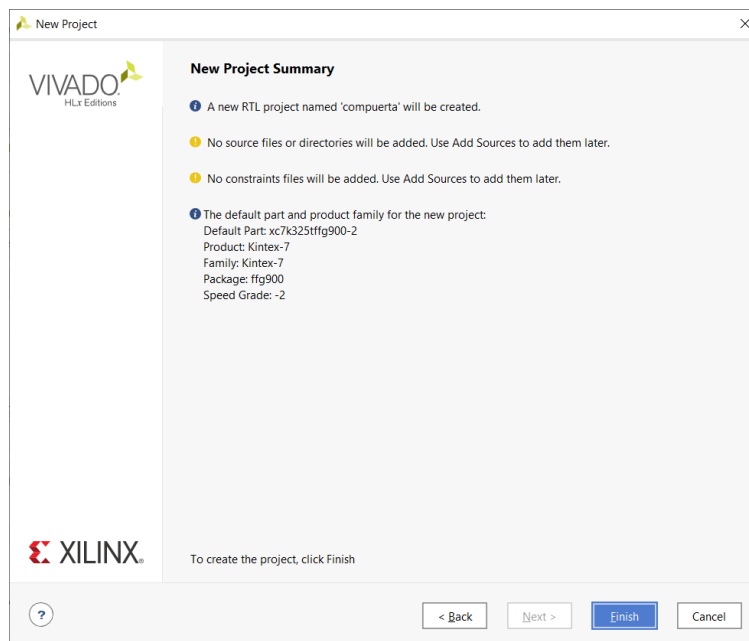 New Project
VIVADO.
HLx Editions
New Project Summary
A new RTL project named 'compuerta' will be created.
No source files or directories will be added. Use Add Sources to add them later.
No constraints files will be added. Use Add Sources to add them later.
The default part and product family for the new project:
Default Part: xc7k325tffg900-2
Product: Kintex-7
Family: Kintex-7
Package: ffg900
Speed Grade: -2
XILINX.
To create the project, click Finish
?
< Back
Next >
Finish
Cancel